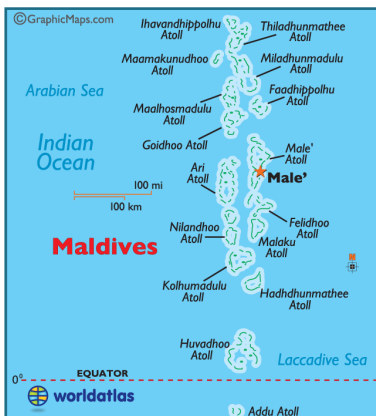 ©GraphicMaps.com
Ihavandhippolhu
Atoll
Thiladhunmathee
Atoll
Maamakunudhoo
Atoll
Miladhunmadulu
Atoll
Arabian Sea
Faadhippolhu
Atoll
Maalhosmadulu
Atoll
Goidhoo Atoll
Indian
Ocean
Male'
Atoll
Ari
Atoll
Male'
100 mi
100 km
Nilandhoo
Atoll
Felidhoo
Atoll
Maldives
Malaku
Atoll
Kolhumadulu
Atoll
Hadhdhunmathee
Atoll
Huvadhoo
Atoll
Laccadive Sea
EQUATOR
0°
worldatlas
Addu Atoll